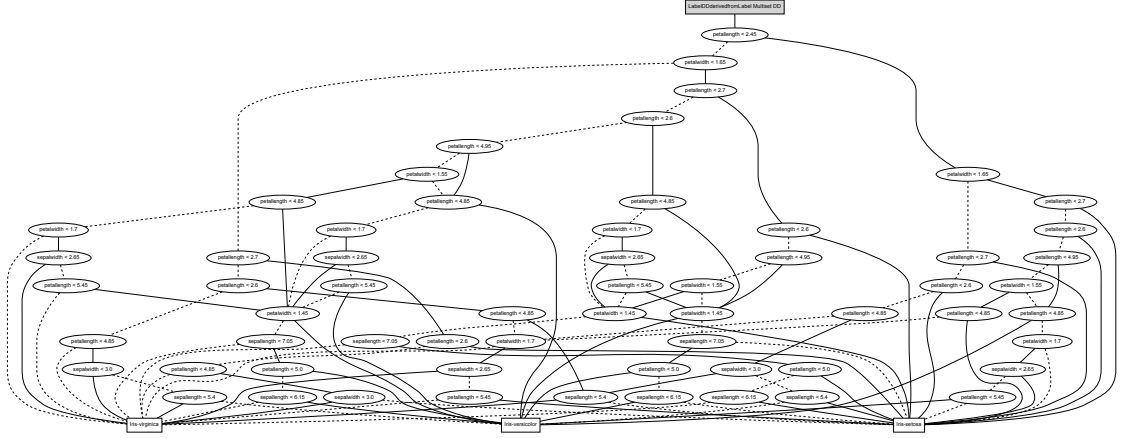 LabelDDderivedfromLabel Multiset DD
petallength < 2.45
petalwidth < 1.65
petallength < 2.7
petallength < 2.6
petallength < 4.95
petalwidth < 1.55 petalwidth < 1.65
petallength < 4.85 petallength < 4.85 petallength < 4.85 petallength < 2.7
petalwidth < 1.7 petalwidth < 1.7 petalwidth < 1.7 petallength < 2.6 petallength < 2.6
sepalwidth < 2.65 petallength < 2.7 sepalwidth < 2.65 sepalwidth < 2.65 petallength < 4.95 petallength < 2.7 petallength < 4.95
petallength < 5.45 petallength < 2.6 petallength < 5.45 petallength < 5.45 petalwidth < 1.55 petallength < 2.6 petalwidth < 1.55
petalwidth < 1.45 petallength < 4.85 petalwidth < 1.45 petalwidth < 1.45 petallength < 4.85 petallength < 4.85 petallength < 4.85
petallength < 4.85 sepallength < 7.05 sepallength < 7.05 petallength < 2.6 petalwidth < 1.7 sepallength < 7.05 petalwidth < 1.7
sepalwidth < 3.0 petallength < 4.85 petallength < 5.0 sepalwidth < 2.65 petallength < 5.0 sepalwidth < 3.0 petallength < 5.0 sepalwidth < 2.65
sepallength < 5.4 sepallength < 6.15 sepalwidth < 3.0 petallength < 5.45 sepallength < 5.4 sepallength < 6.15 sepallength < 6.15 sepallength < 5.4 petallength < 5.45
Iris-virginica Iris-versicolor Iris-setosa